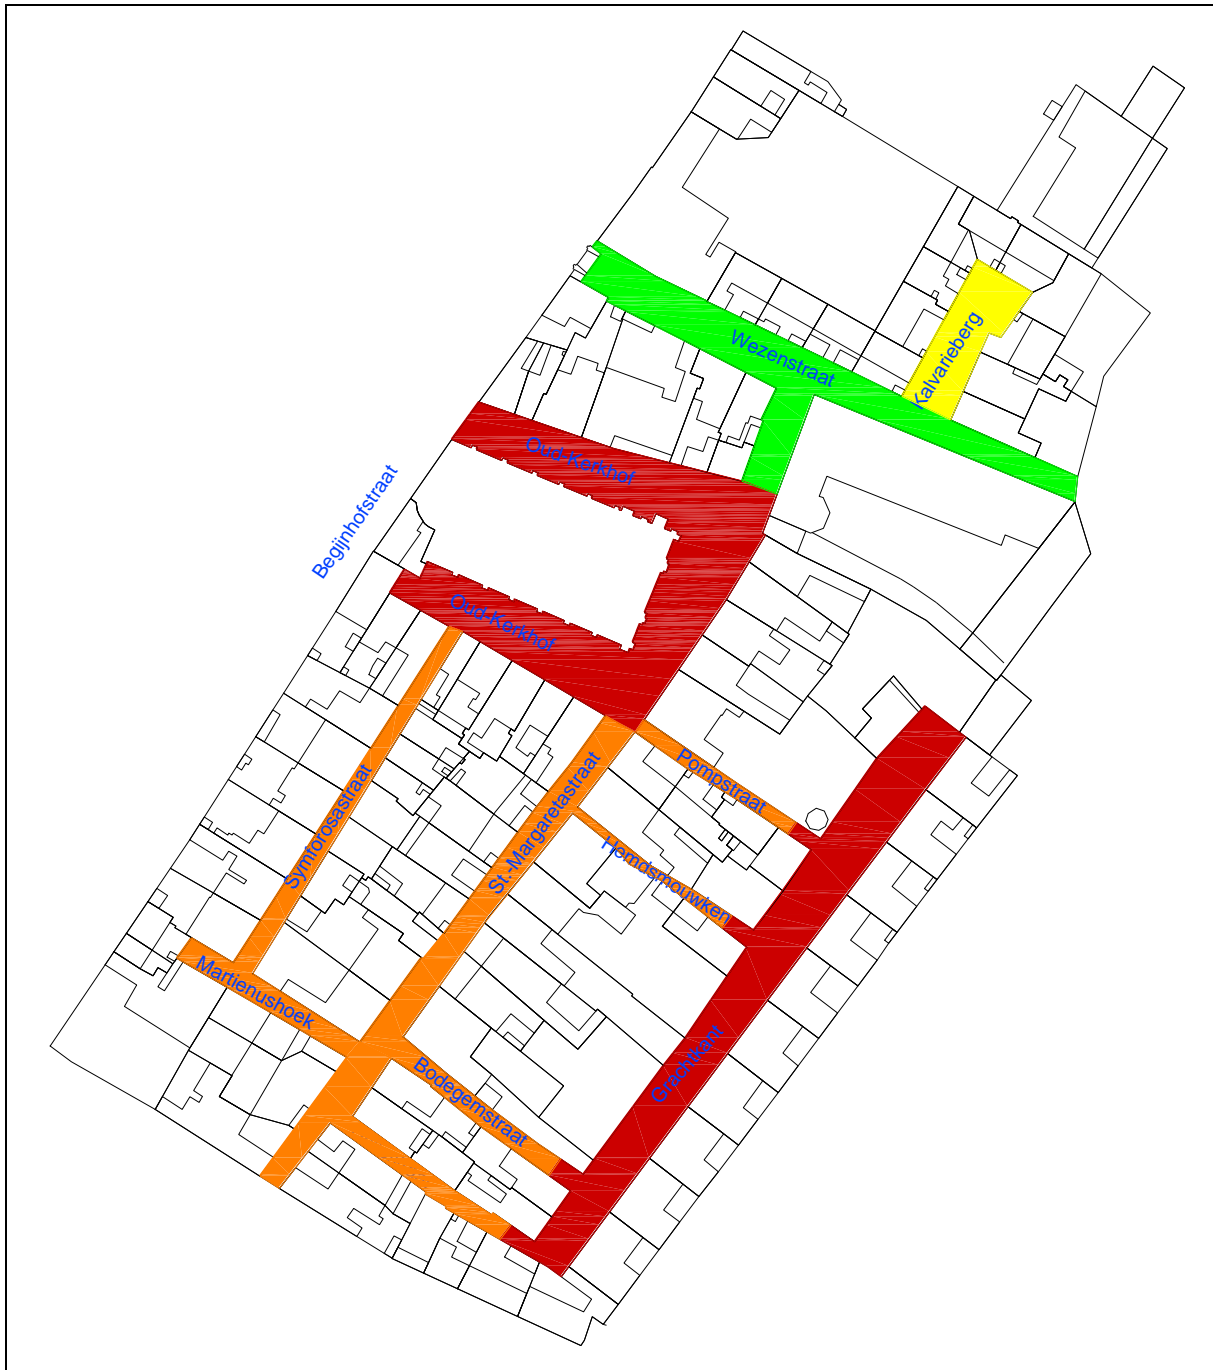 Wezenstraat
Kalvarieberg
Oud-Kerkhof
Begijnhofstraat
Oud-Kerkhof
Pompstraat
St.-Margaretastraat
Symforosastraat
Hemdsmouwken
Martienushoek
Grachtkant
Bodegemstraat